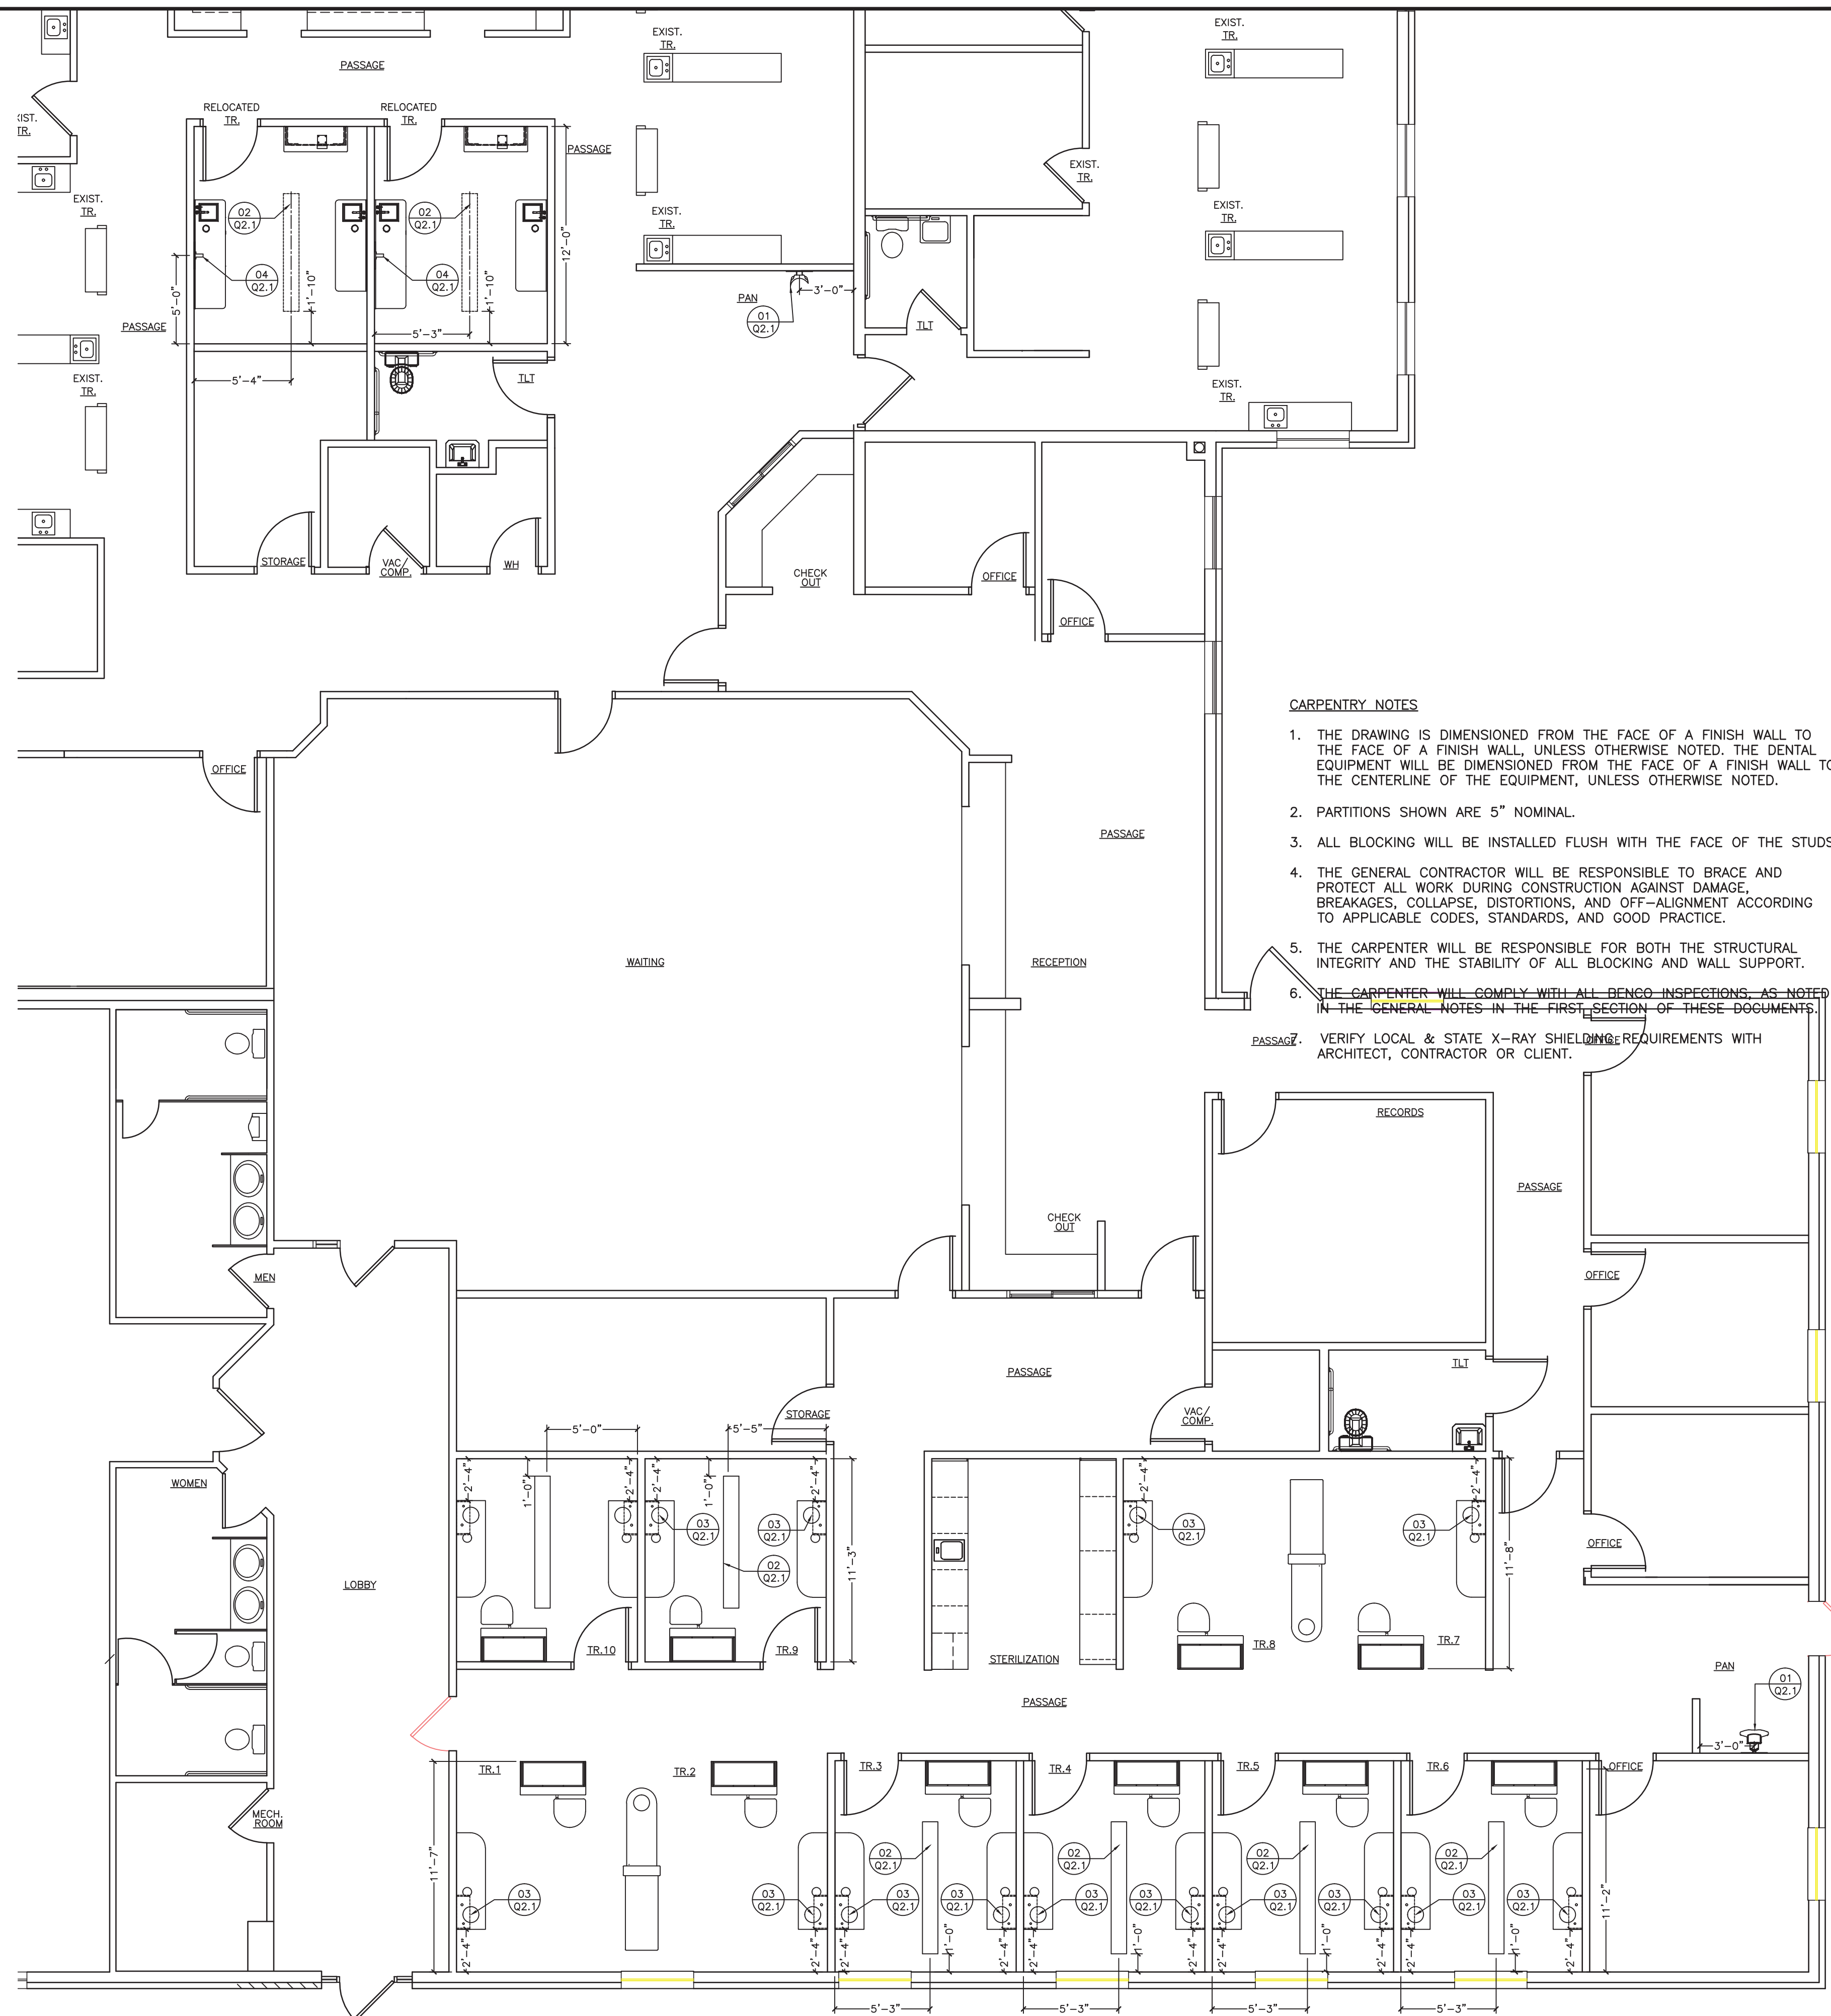 PASSAGE
EXIST.
TR.
EXIST.
TR.
XIST.
TR.
RELOCATED
TR.
RELOCATED
TR.
PASSAGE
EXIST.
TR.
EXIST.
TR.
02
Q2.1
02
Q2.1
EXIST.
TR.
EXIST.
TR.
12'-0"
04
Q2.1
04
Q2.1
5'-0"
1'-10"
1'-10"
PAN
3'-0"
01
Q2.1
TLT
PASSAGE
5'-3"
5'-4"
EXIST.
TR.
TLT
EXIST.
TR.
STORAGE
VAC/
COMP.
WH
CHECK
OUT
OFFICE
OFFICE
OFFICE
CARPENTRY NOTES
1. THE DRAWING IS DIMENSIONED FROM THE FACE OF A FINISH WALL TO
THE FACE OF A FINISH WALL, UNLESS OTHERWISE NOTED. THE DENTAL
EQUIPMENT WILL BE DIMENSIONED FROM THE FACE OF A FINISH WALL TO
THE CENTERLINE OF THE EQUIPMENT, UNLESS OTHERWISE NOTED.
2. PARTITIONS SHOWN ARE 5" NOMINAL.
3. ALL BLOCKING WILL BE INSTALLED FLUSH WITH THE FACE OF THE STUDS
4. THE GENERAL CONTRACTOR WILL BE RESPONSIBLE TO BRACE AND
PROTECT ALL WORK DURING CONSTRUCTION AGAINST DAMAGE,
BREAKAGES, COLLAPSE, DISTORTIONS, AND OFF-ALIGNMENT ACCORDING
TO APPLICABLE CODES, STANDARDS, AND GOOD PRACTICE.
5. THE CARPENTER WILL BE RESPONSIBLE FOR BOTH THE STRUCTURAL
INTEGRITY AND THE STABILITY OF ALL BLOCKING AND WALL SUPPORT.
6. THE CARPENTER WILL COMPLY WITH ALL BENCO INSPECTIONS, AS NOTED
IN THE GENERAL NOTES IN THE FIRST SECTION OF THESE DOCUMENTS.
7. VERIFY LOCAL & STATE X-RAY SHIELDING REQUIREMENTS WITH
ARCHITECT, CONTRACTOR OR CLIENT.
PASSAGE
WAITING
RECEPTION
PASSAGE
OFFICE
RECORDS
PASSAGE
CHECK
OUT
MEN
OFFICE
PASSAGE
TLT
STORAGE
VAC/
COMP.
5'-0"
5'-5"
WOMEN
2'-4"
1'-0"
2'-4"
2'-4"
1'-0"
2'-4"
2'-4"
2'-4"
03
Q2.1
03
Q2.1
03
Q2.1
03
Q2.1
02
Q2.1
11'-3"
11'-8"
OFFICE
LOBBY
TR.10
TR.9
STERILIZATION
TR.8
TR.7
PASSAGE
PAN
01
Q2.1
3'-0"
TR.1
TR.2
TR.3
TR.4
TR.5
TR.6
OFFICE
MECH.
ROOM
11'-7"
02
Q2.1
02
Q2.1
02
Q2.1
02
Q2.1
03
Q2.1
03
Q2.1
03
Q2.1
03
Q2.1
03
Q2.1
03
Q2.1
03
Q2.1
03
Q2.1
03
Q2.1
03
Q2.1
11'-2"
2'-4"
2'-4"
2'-4"
1'-0"
2'-4"
2'-4"
1'-0"
2'-4"
2'-4"
1'-0"
2'-4"
2'-4"
1'-0"
2'-4"
5'-3"
5'-3"
5'-3"
5'-3"